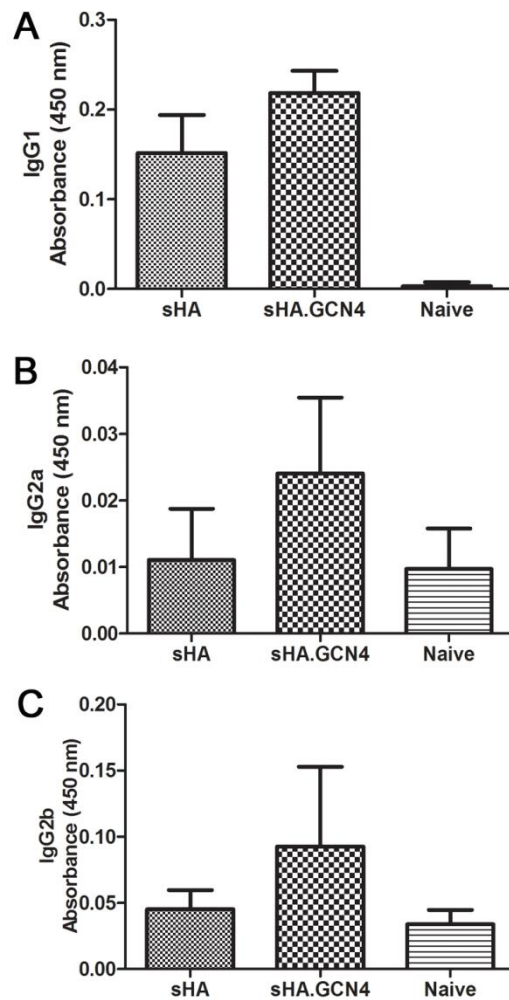 A
IgG1
Absorbance (450 nm)
0.3
0.2
0.1
0.0
sHA sHA.GCN4 Naive
B
IgG2a
Absorbance (450 nm)
0.04
0.03
0.02
0.01
0.00
sHA sHA.GCN4 Naive
C
IgG2b
Absorbance (450 nm)
0.20
0.15
0.10
0.05
0.00
sHA sHA.GCN4 Naive